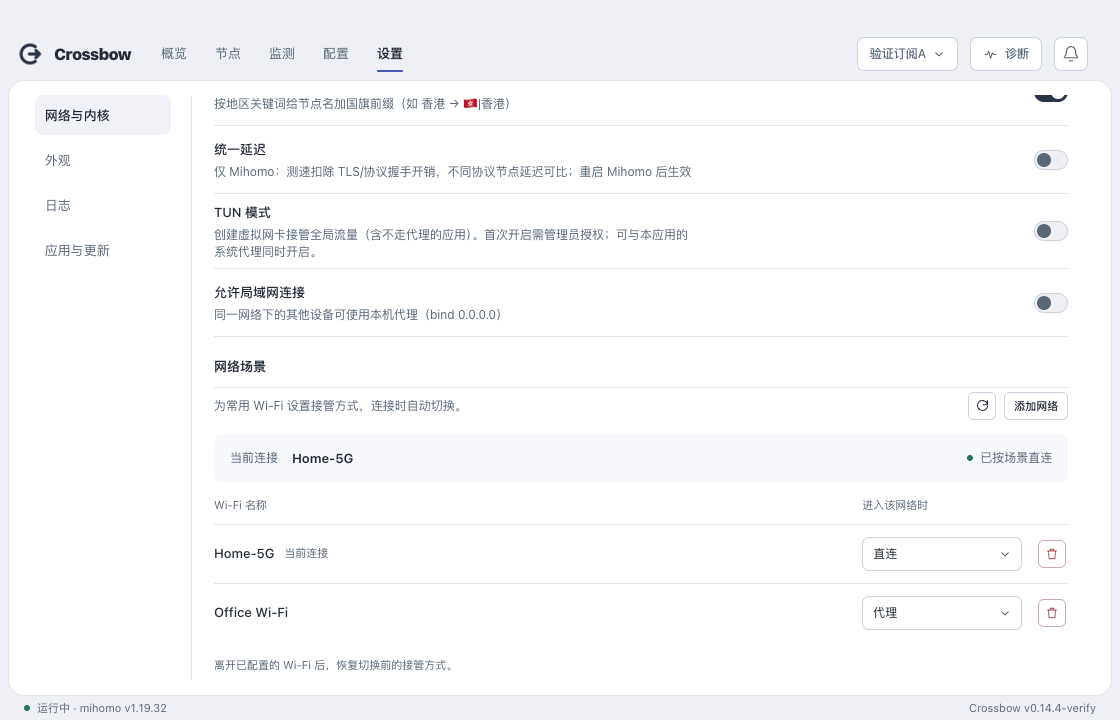 Crossbow
概览
节点
监测
配置
设置
验证订阅A
诊断
网络与内核
外观
日志
应用与更新
按地区关键词给节点名加国旗前缀（如 香港 → 🇭🇰|香港）
统一延迟
仅 Mihomo：测速扣除 TLS/协议握手开销，不同协议节点延迟可比；重启 Mihomo 后生效
TUN 模式
创建虚拟网卡接管全局流量（含不走代理的应用）。首次开启需管理员授权；可与本应用的
系统代理同时开启。
允许局域网连接
同一网络下的其他设备可使用本机代理（bind 0.0.0.0）
网络场景
为常用 Wi-Fi 设置接管方式，连接时自动切换。
添加网络
当前连接 Home-5G
已按场景直连
Wi-Fi 名称
进入该网络时
Home-5G 当前连接
直连
Office Wi-Fi
代理
离开已配置的 Wi-Fi 后，恢复切换前的接管方式。
运行中 · mihomo v1.19.32
Crossbow v0.14.4-verify